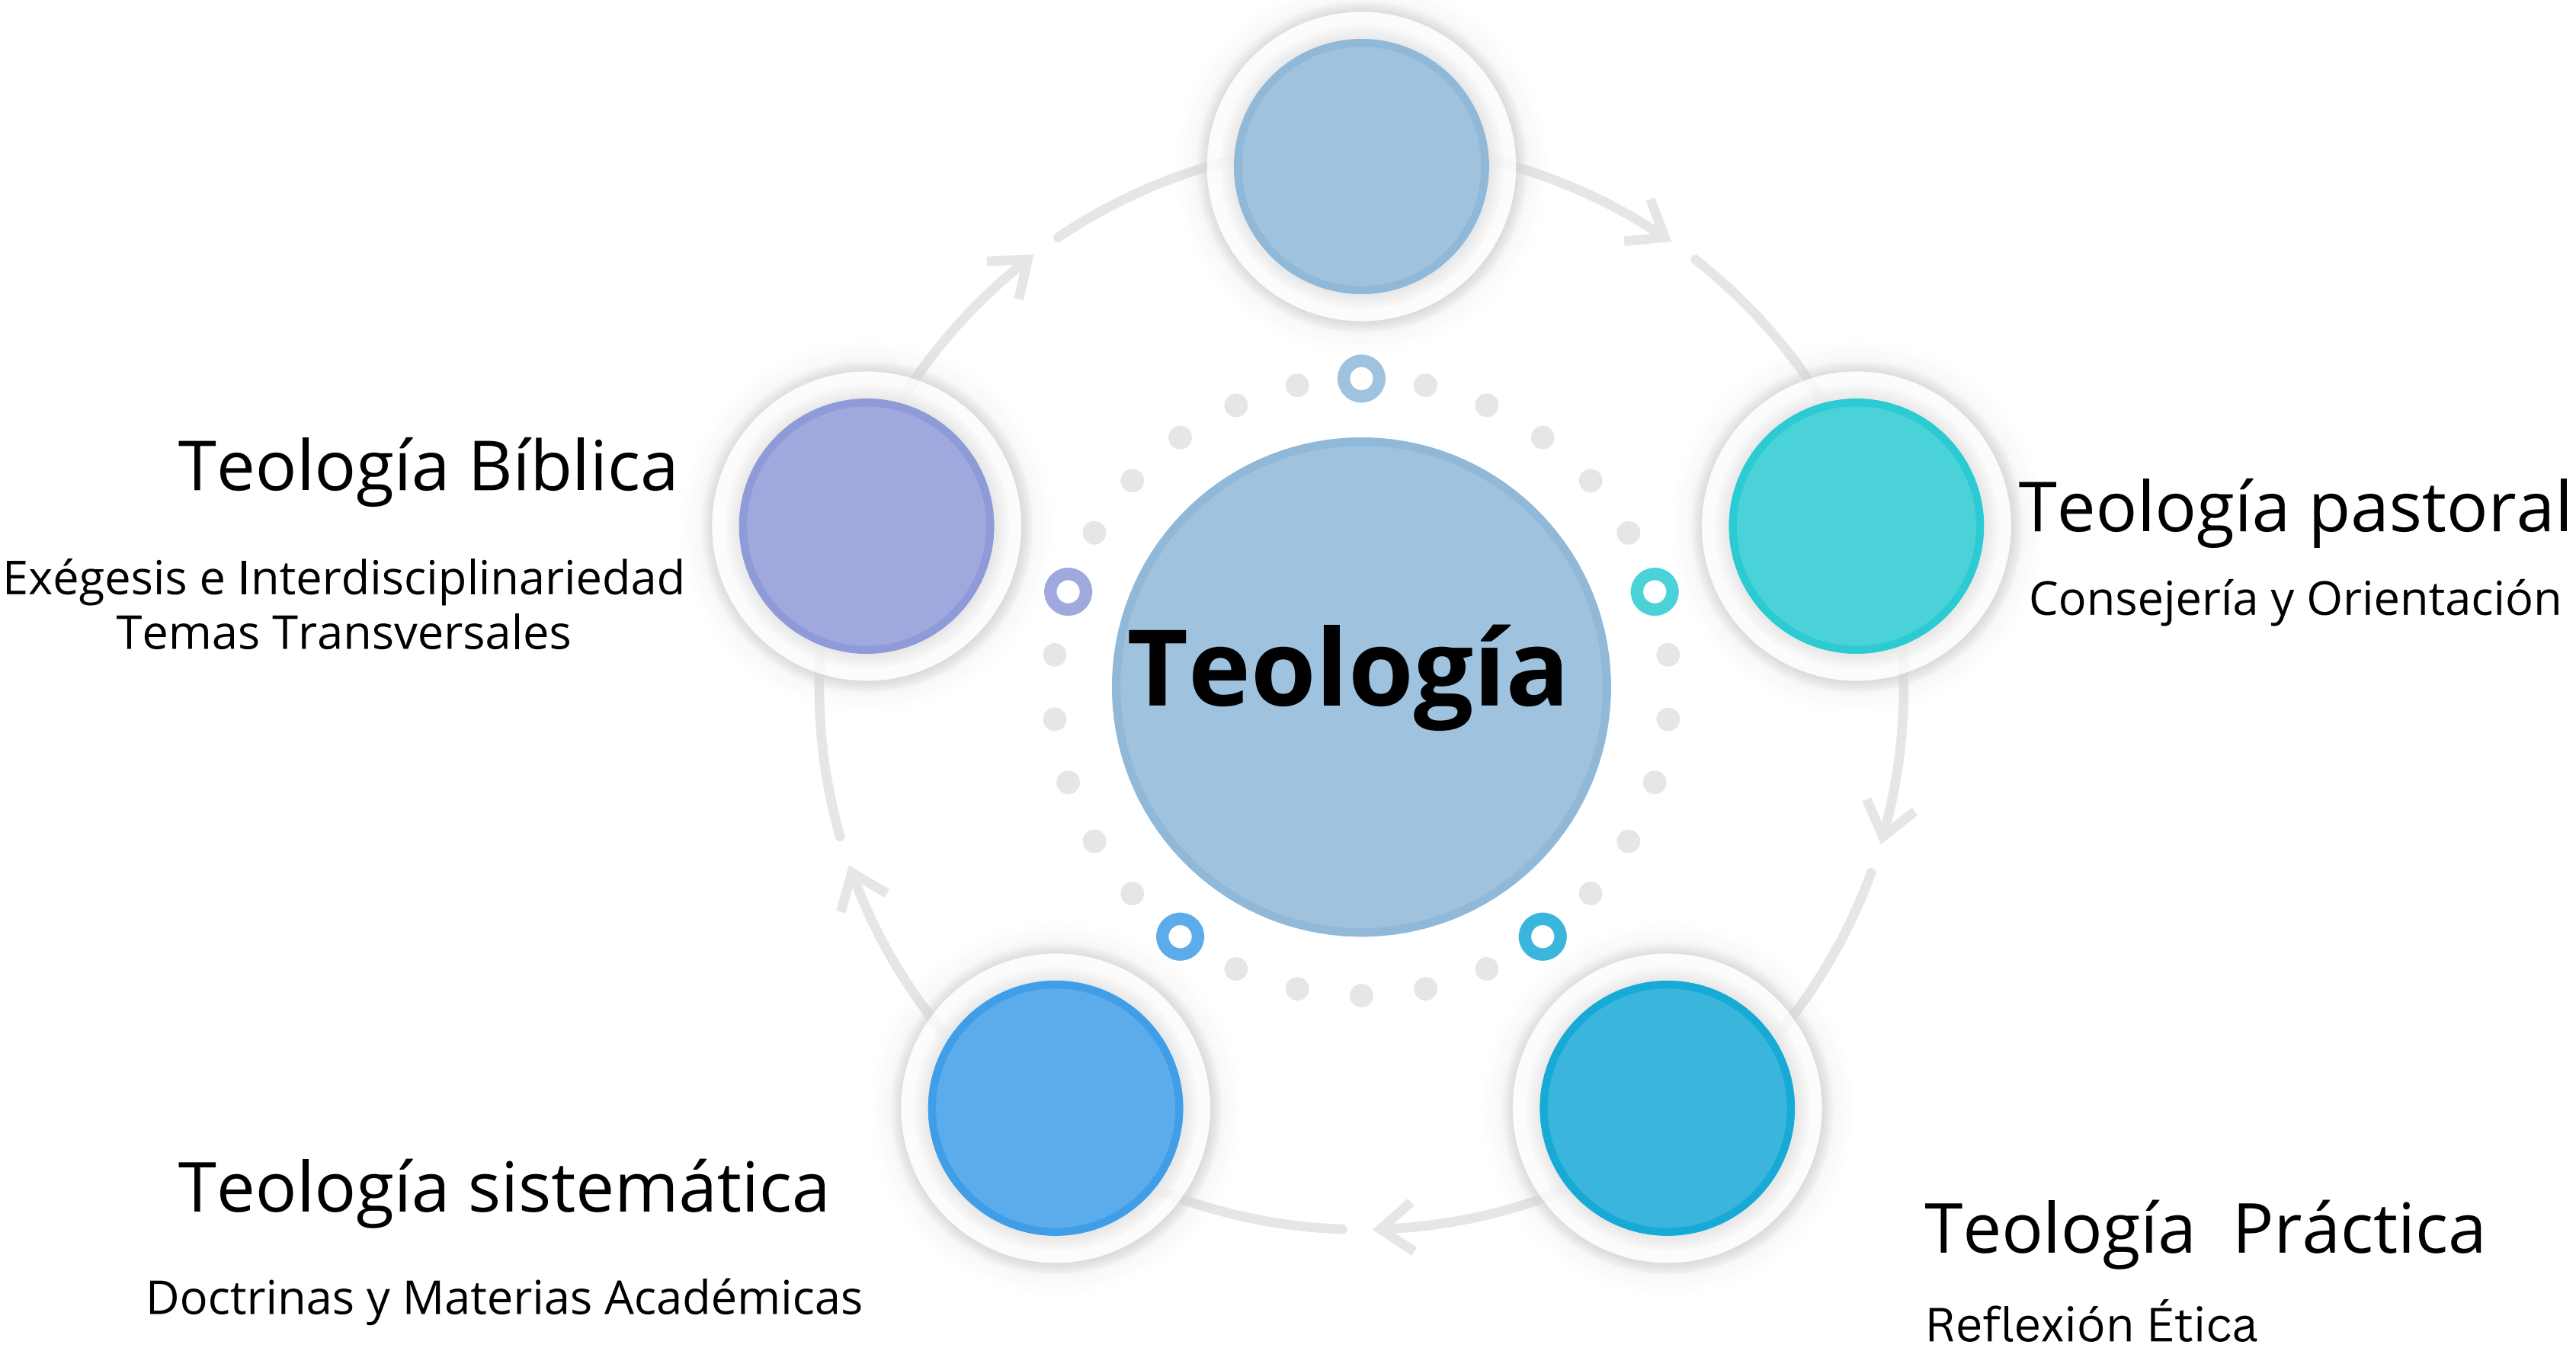 Teología Bíblica
Exégesis e Interdisciplinariedad
Temas Transversales
Teología pastoral
Consejería y Orientación
Teología
Teología sistemática
Doctrinas y Materias Académicas
Teología  Práctica
Reflexión Ética